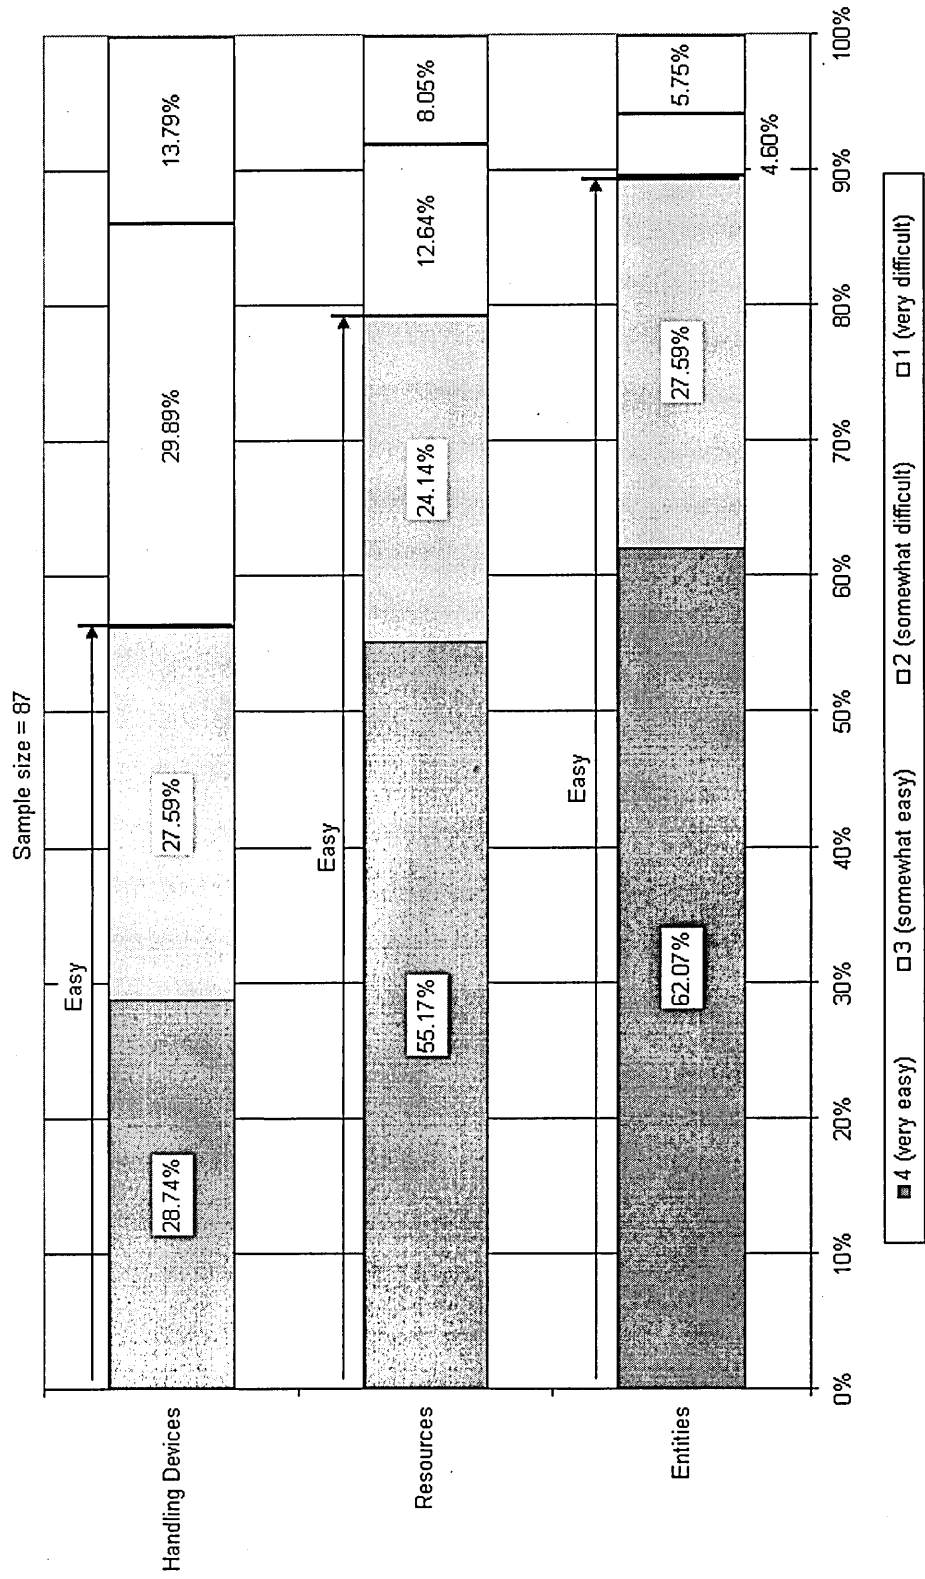 Sample size = 87
Handling Devices
Easy
28.74%
27.59%
29.89%
13.79%
Resources
Easy
55.17%
24.14%
12.64%
8.05%
Entities
Easy
62.07%
27.59%
4.60%
5.75%
0% 10% 20% 30% 40% 50% 60% 70% 80% 90% 100%
4 (very easy) 3 (somewhat easy) 2 (somewhat difficult) 1 (very difficult)